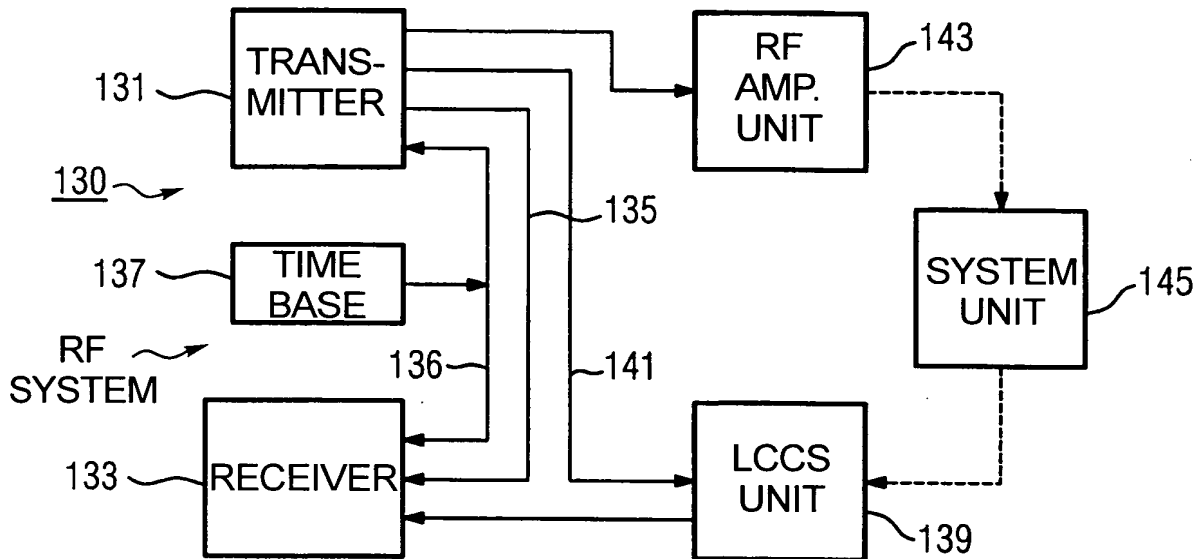 TRANS-
MITTER
131
RF
AMP.
UNIT
143
130
135
TIME
BASE
137
SYSTEM
UNIT
145
RF
SYSTEM
136
141
RECEIVER
133
LCCS
UNIT
139